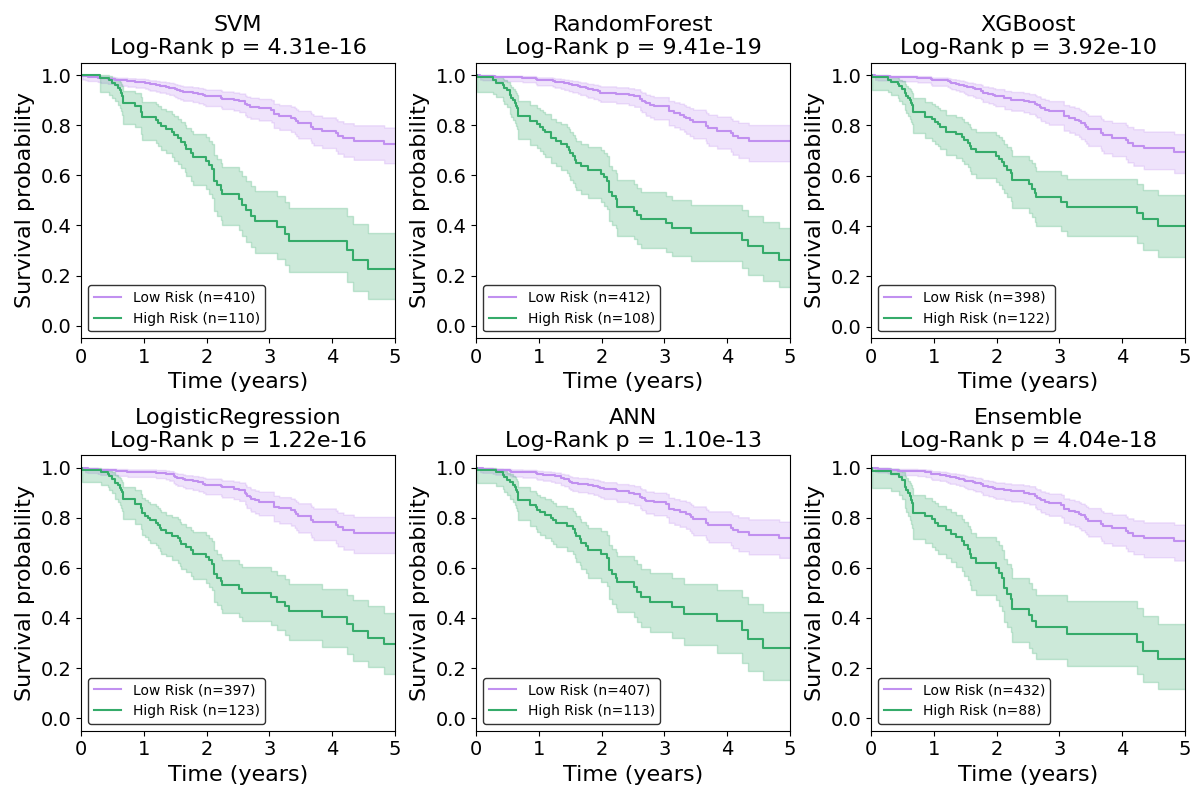 SVM
Log-Rank p = 4.31e-16
Survival probability
1.0
0.8
0.6
0.4
0.2
0.0
Low Risk (n=410)
High Risk (n=110)
0 1 2 3 4 5
Time (years)
RandomForest
Log-Rank p = 9.41e-19
Survival probability
1.0
0.8
0.6
0.4
0.2
0.0
Low Risk (n=412)
High Risk (n=108)
0 1 2 3 4 5
Time (years)
XGBoost
Log-Rank p = 3.92e-10
Survival probability
1.0
0.8
0.6
0.4
0.2
0.0
Low Risk (n=398)
High Risk (n=122)
0 1 2 3 4 5
Time (years)
LogisticRegression
Log-Rank p = 1.22e-16
Survival probability
1.0
0.8
0.6
0.4
0.2
0.0
Low Risk (n=397)
High Risk (n=123)
0 1 2 3 4 5
Time (years)
ANN
Log-Rank p = 1.10e-13
Survival probability
1.0
0.8
0.6
0.4
0.2
0.0
Low Risk (n=407)
High Risk (n=113)
0 1 2 3 4 5
Time (years)
Ensemble
Log-Rank p = 4.04e-18
Survival probability
1.0
0.8
0.6
0.4
0.2
0.0
Low Risk (n=432)
High Risk (n=88)
0 1 2 3 4 5
Time (years)